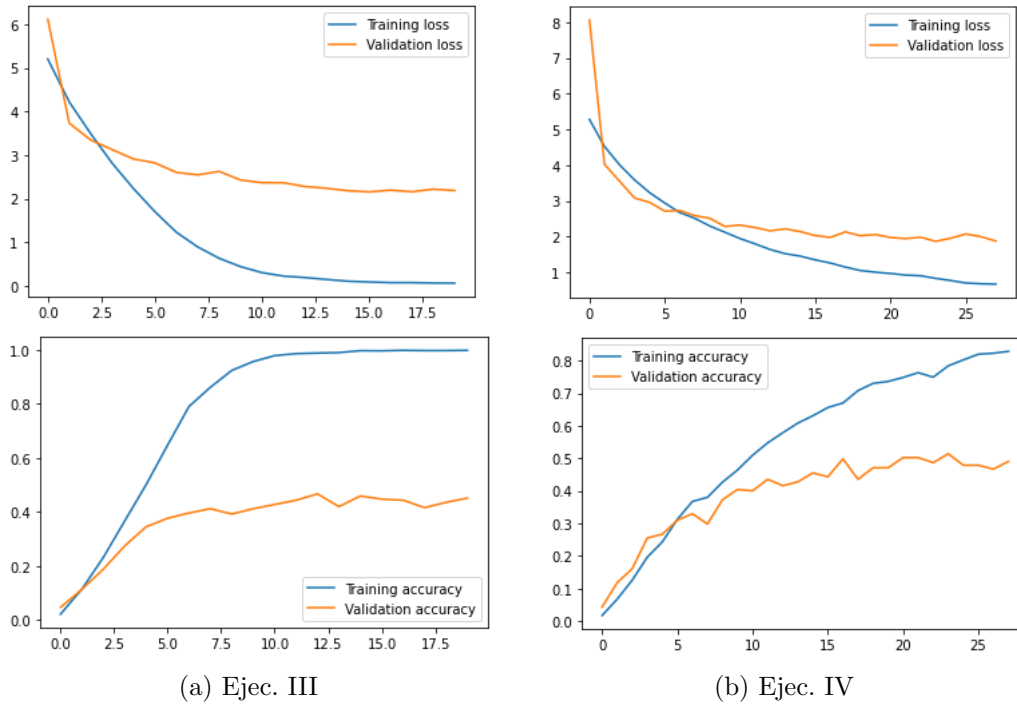 6
5
4
3
2
1
0
Training loss
Validation loss
0.0 2.5 5.0 7.5 10.0 12.5 15.0 17.5
8
7
6
5
4
3
2
1
Training loss
Validation loss
0 5 10 15 20 25
1.0
0.8
0.6
0.4
0.2
0.0
Training accuracy
Validation accuracy
0.0 2.5 5.0 7.5 10.0 12.5 15.0 17.5
0.8
0.7
0.6
0.5
0.4
0.3
0.2
0.1
0.0
Training accuracy
Validation accuracy
0 5 10 15 20 25
(a) Ejec. III
(b) Ejec. IV